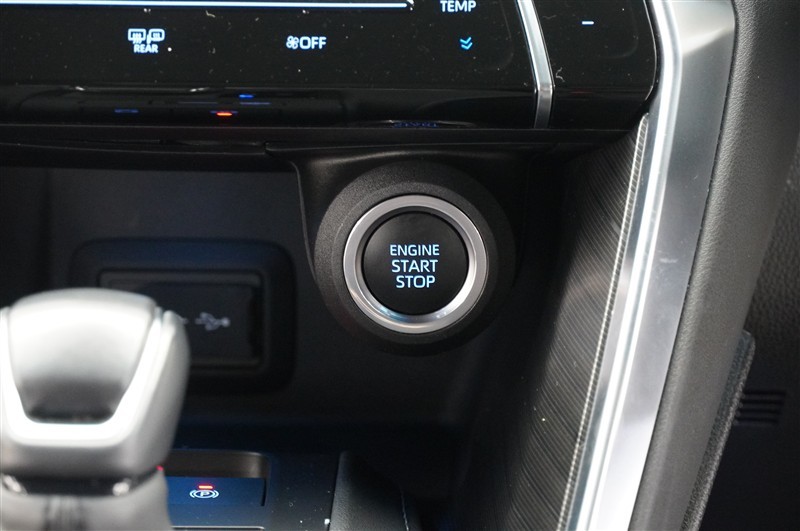 TEMP
REAR
OFF
ENGINE
START
STOP
P